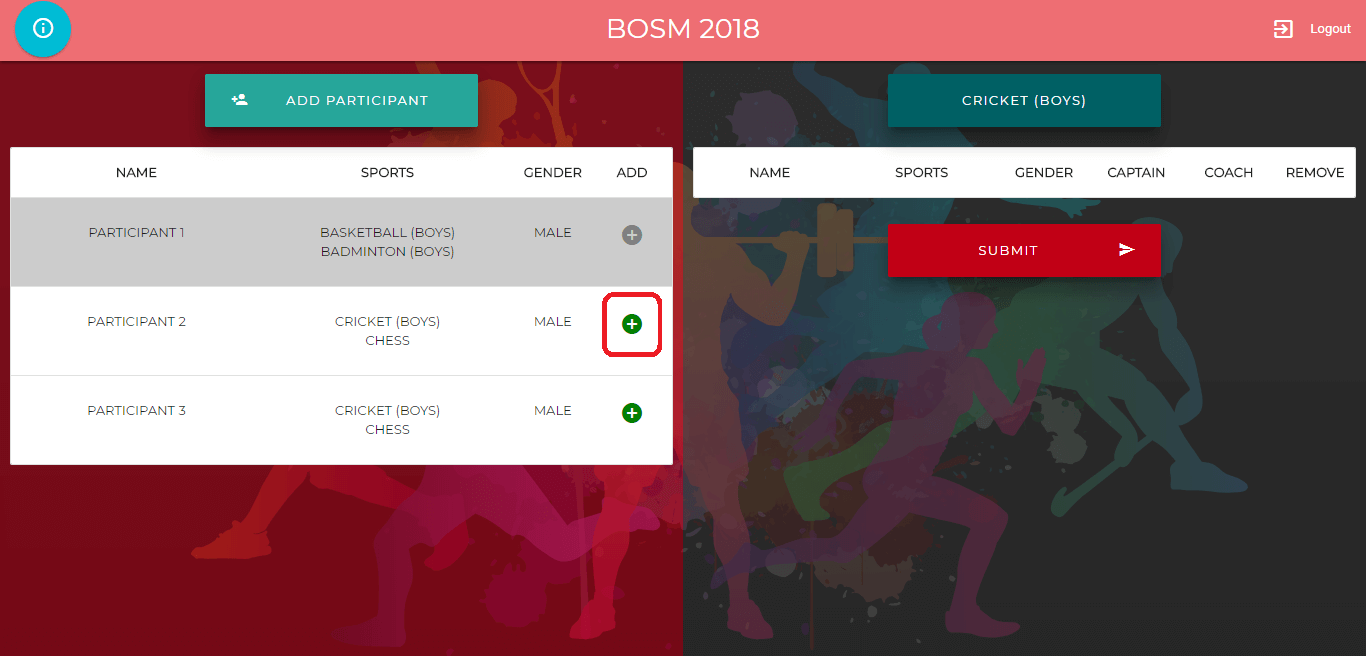 BOSM 2018
Logout
ADD PARTICIPANT
NAME SPORTS GENDER ADD
PARTICIPANT 1 BASKETBALL (BOYS) MALE
BADMINTON (BOYS)
PARTICIPANT 2 CRICKET (BOYS) MALE
CHESS
PARTICIPANT 3 CRICKET (BOYS) MALE
CHESS
CRICKET (BOYS)
NAME SPORTS GENDER CAPTAIN COACH REMOVE
SUBMIT